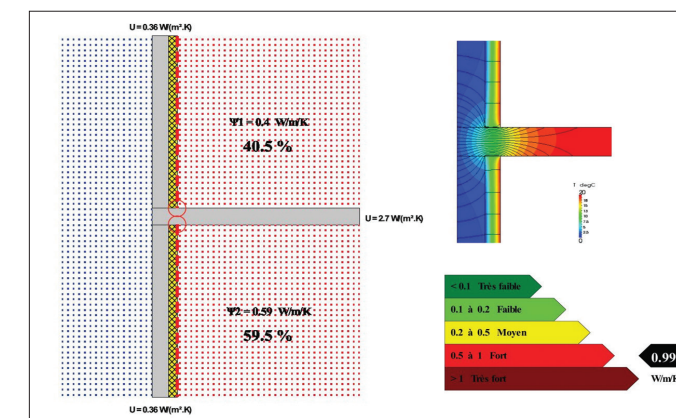 U = 0.36 W/(m².K)
Ψ1 = 0.4 W/m/K
40.5 %
U = 2.7 W/(m².K)
Ψ2 = 0.59 W/m/K
59.5 %
U = 0.36 W/(m².K)
T degC
20
0
< 0.1 Très faible
0.1 à 0.2 Faible
0.2 à 0.5 Moyen
0.5 à 1 Fort
0.99
> 1 Très fort
W/m/K